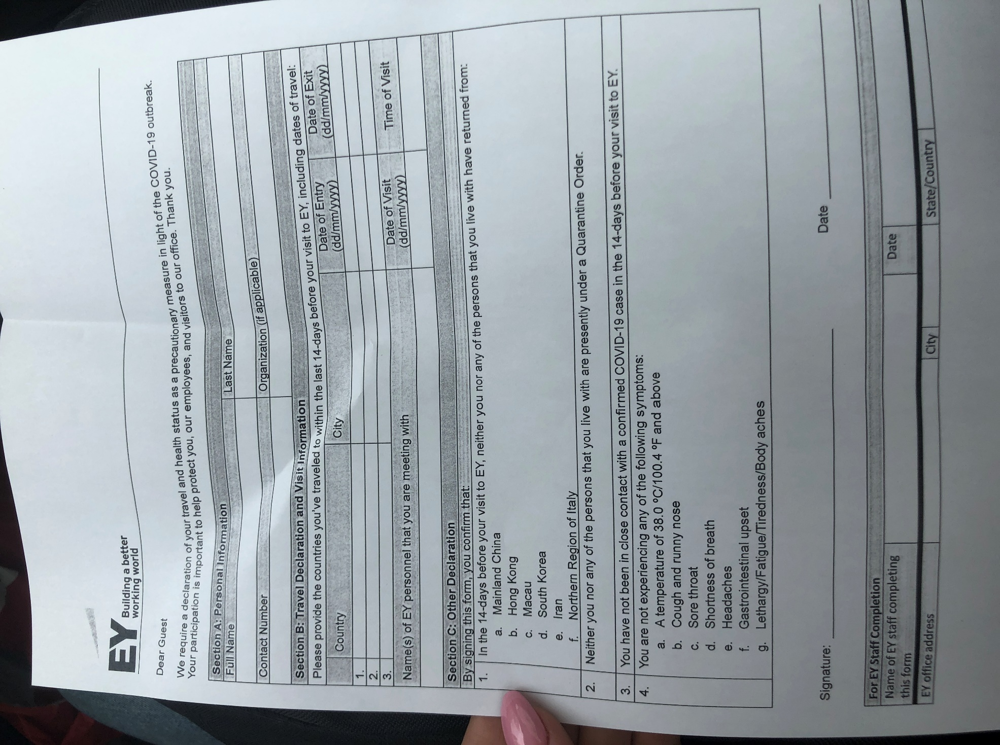 EY
Building a better
working world
Dear Guest
We require a declaration of your travel and health status as a precautionary measure in light of the COVID-19 outbreak.
Your participation is important to help protect you, our employees, and visitors to our office. Thank you.
Section A: Personal Information
Full Name Last Name
Contact Number Organization (if applicable)
Section B: Travel Declaration and Visit Information
Please provide the countries you've traveled to within the last 14-days before your visit to EY, including dates of travel:
Country City Date of Entry (dd/mm/yyyy) Date of Exit (dd/mm/yyyy)
1.
2.
3.
Name(s) of EY personnel that you are meeting with Date of Visit (dd/mm/yyyy) Time of Visit
Section C: Other Declaration
By signing this form, you confirm that:
1. In the 14-days before your visit to EY, neither you nor any of the persons that you live with have returned from:
a. Mainland China
b. Hong Kong
c. Macau
d. South Korea
e. Iran
f. Northern Region of Italy
2. Neither you nor any of the persons that you live with are presently under a Quarantine Order.
3. You have not been in close contact with a confirmed COVID-19 case in the 14-days before your visit to EY.
4. You are not experiencing any of the following symptoms:
a. A temperature of 38.0 ºC/100.4 ºF and above
b. Cough and runny nose
c. Sore throat
d. Shortness of breath
e. Headaches
f. Gastrointestinal upset
g. Lethargy/Fatigue/Tiredness/Body aches
Signature: Date
For EY Staff Completion
Name of EY staff completing Date
this form
EY office address City State/Country